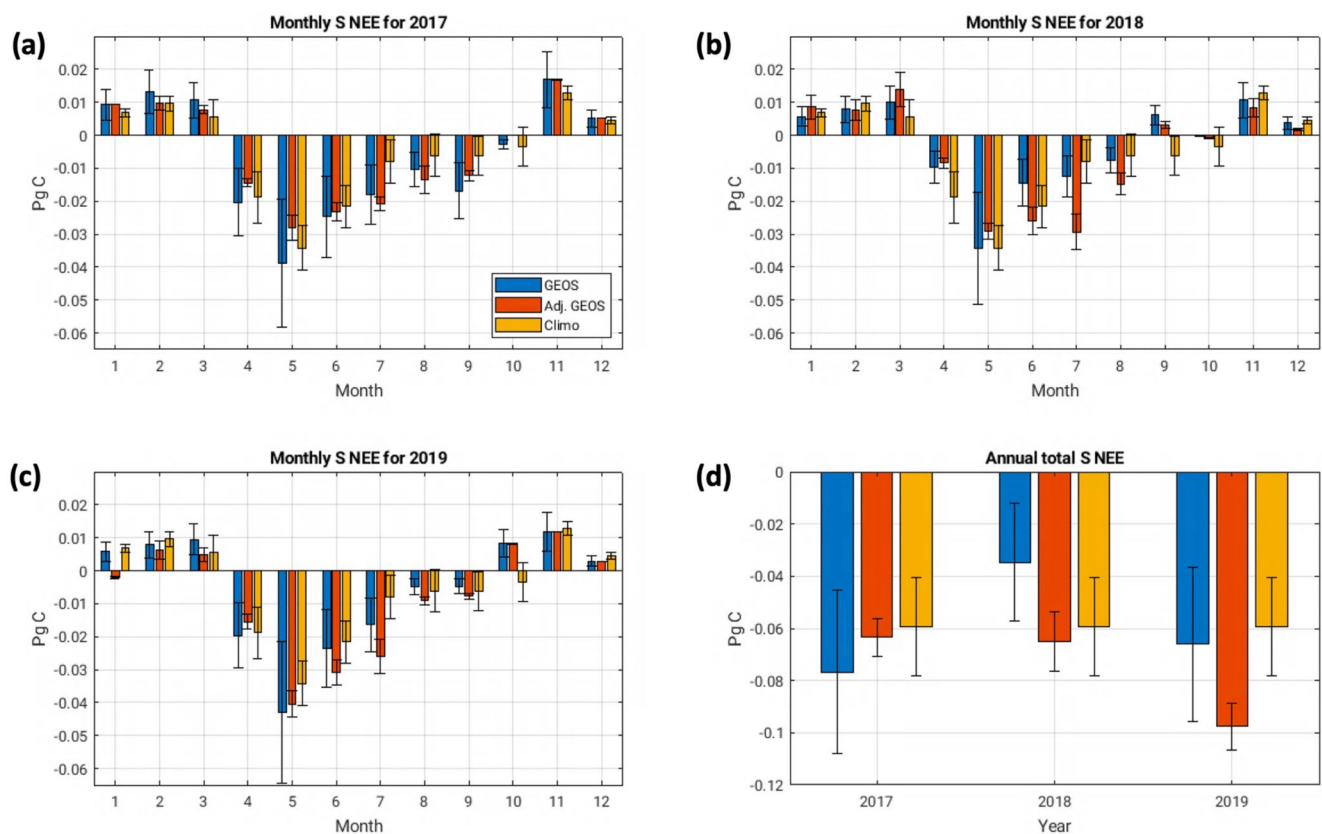 (a)
Monthly S NEE for 2017
0.02
0.01
0
-0.01
-0.02
-0.03
-0.04
-0.05
-0.06
Pg C
GEOS
Adj. GEOS
Climo
1 2 3 4 5 6 7 8 9 10 11 12
Month
(b)
Monthly S NEE for 2018
0.02
0.01
0
-0.01
-0.02
-0.03
-0.04
-0.05
-0.06
Pg C
1 2 3 4 5 6 7 8 9 10 11 12
Month
(c)
Monthly S NEE for 2019
0.02
0.01
0
-0.01
-0.02
-0.03
-0.04
-0.05
-0.06
Pg C
1 2 3 4 5 6 7 8 9 10 11 12
Month
(d)
Annual total S NEE
0
-0.02
-0.04
-0.06
-0.08
-0.1
-0.12
Pg C
2017 2018 2019
Year